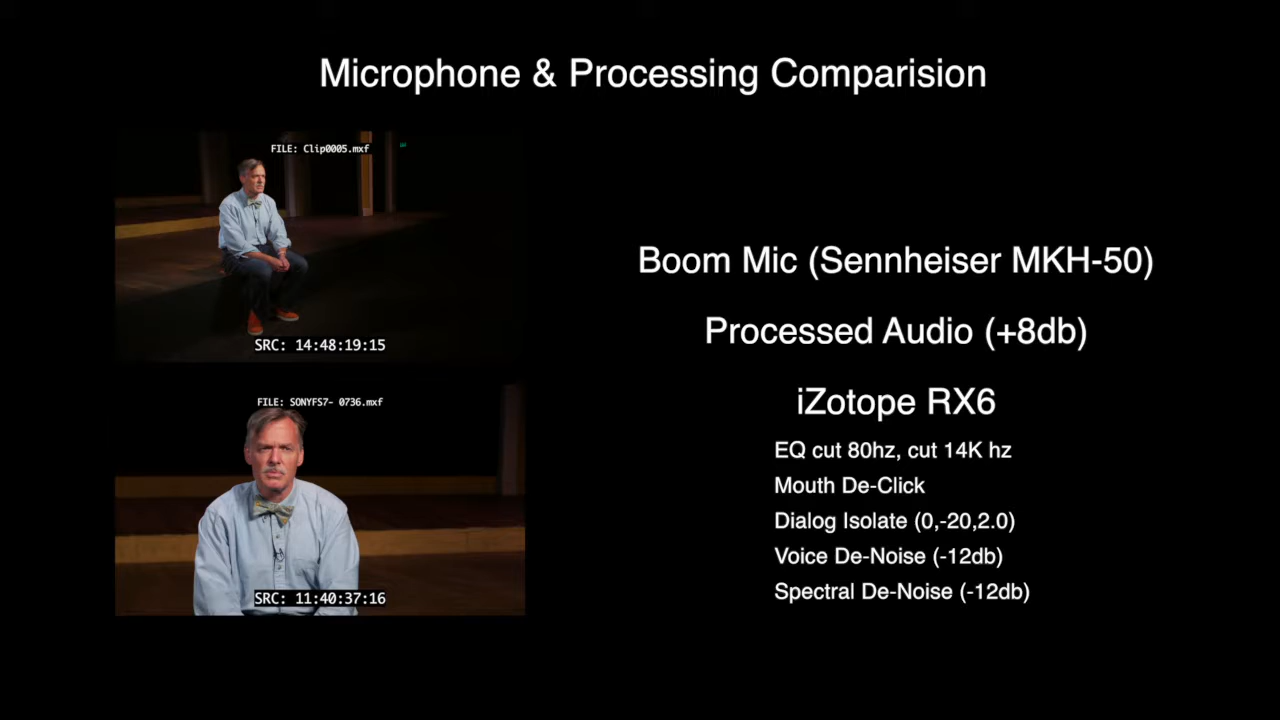 Microphone & Processing Comparision
FILE: Clip0005.mxf
SRC: 14:48:19:15
FILE: SONYFS7- 0736.mxf
SRC: 11:40:37:16
Boom Mic (Sennheiser MKH-50)
Processed Audio (+8db)
iZotope RX6
EQ cut 80hz, cut 14K hz
Mouth De-Click
Dialog Isolate (0,-20,2.0)
Voice De-Noise (-12db)
Spectral De-Noise (-12db)